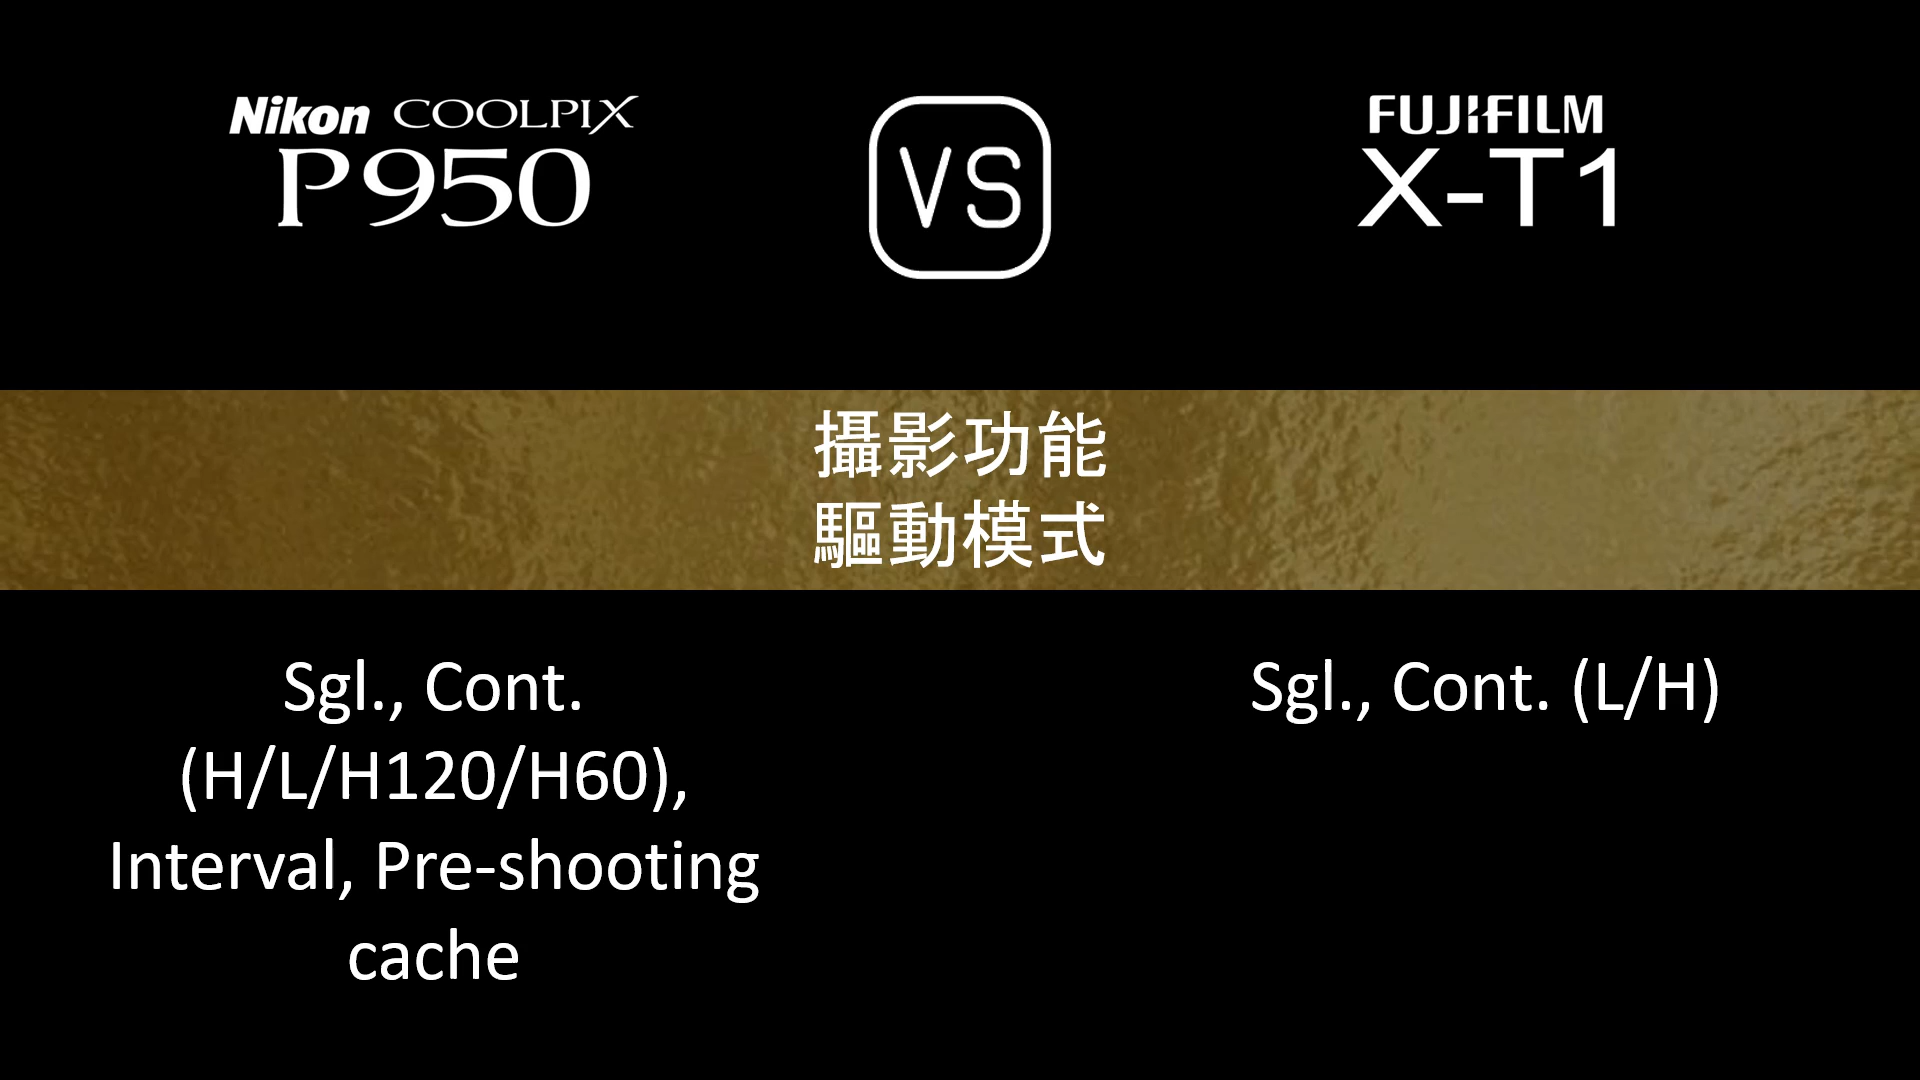 Nikon COOLPIX
P950
VS
FUJIFILM
X-T1
攝影功能
驅動模式
Sgl., Cont.
(H/L/H120/H60),
Interval, Pre-shooting
cache
Sgl., Cont. (L/H)